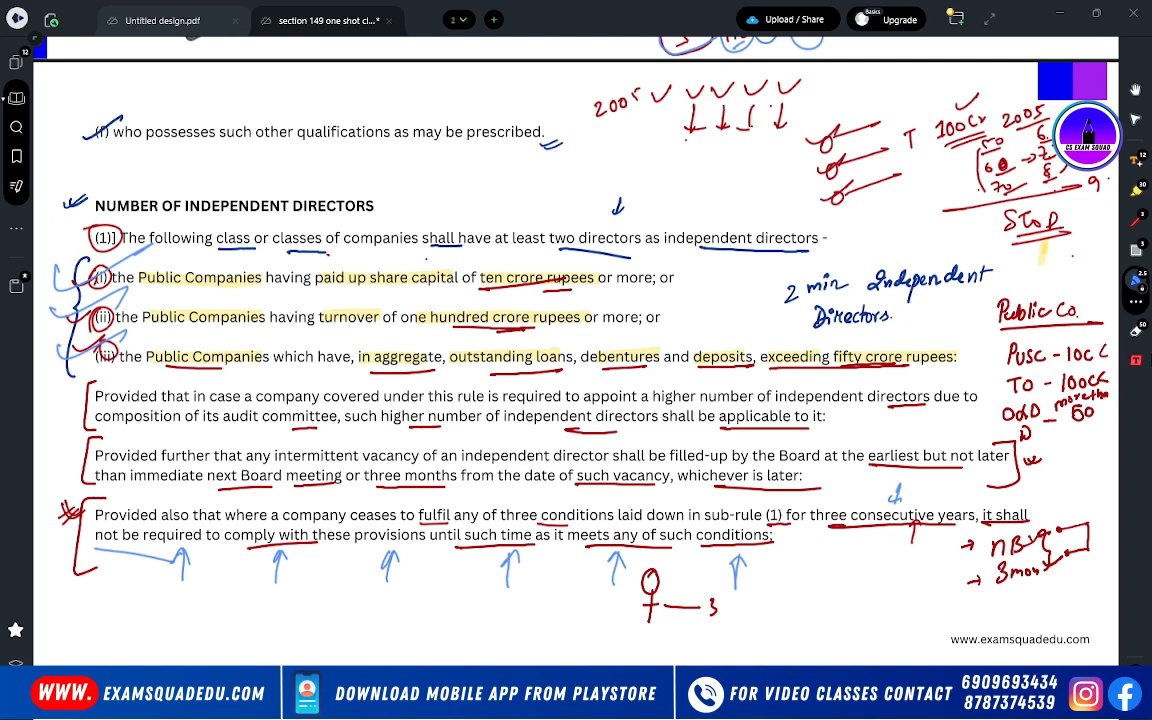 Untitled design.pdf
section 149 one shot cl...*
2
Upload / Share
Basics
Upgrade
12
2005
100Cr 2005
50 6
60 → 7
70 8
9
T
STOP
CS EXAM SQUAD
(f) who possesses such other qualifications as may be prescribed.
NUMBER OF INDEPENDENT DIRECTORS
(1)] The following class or classes of companies shall have at least two directors as independent directors -
(i) the Public Companies having paid up share capital of ten crore rupees or more; or
(ii) the Public Companies having turnover of one hundred crore rupees or more; or
(iii) the Public Companies which have, in aggregate, outstanding loans, debentures and deposits, exceeding fifty crore rupees:
2 min Independent
Directors.
Public Co.
PUSC - 10C
TO - 100Cr
more than
50
Provided that in case a company covered under this rule is required to appoint a higher number of independent directors due to
composition of its audit committee, such higher number of independent directors shall be applicable to it:
Provided further that any intermittent vacancy of an independent director shall be filled-up by the Board at the earliest but not later
than immediate next Board meeting or three months from the date of such vacancy, whichever is later:
Provided also that where a company ceases to fulfil any of three conditions laid down in sub-rule (1) for three consecutive years, it shall
not be required to comply with these provisions until such time as it meets any of such conditions;
→ 3mon
3
www.examsquadedu.com
WWW. EXAMSQUADEDU.COM
DOWNLOAD MOBILE APP FROM PLAYSTORE
FOR VIDEO CLASSES CONTACT
6909693434
8787374539